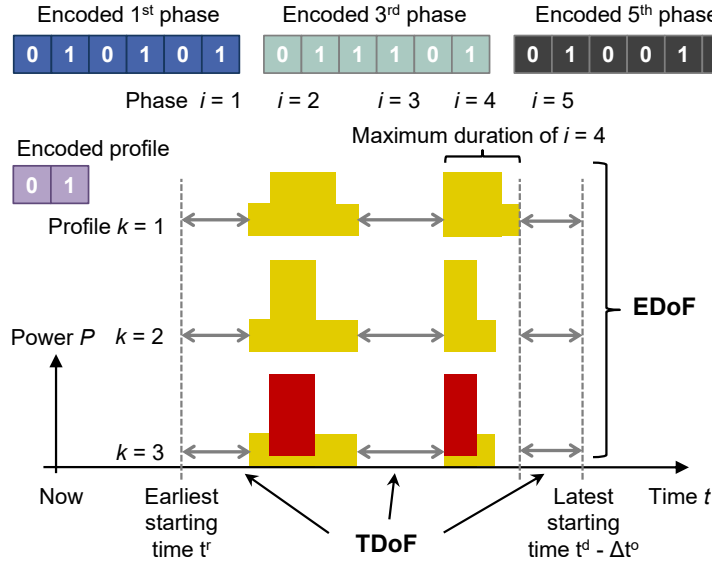 Encoded 1st phase
Encoded 3rd phase
Encoded 5th phase
0 1 0 1 0 1
0 1 1 1 0 1
0 1 0 0 1
Phase i = 1 i = 2 i = 3 i = 4 i = 5
Encoded profile
0 1
Maximum duration of i = 4
Profile k = 1
EDoF
Power P
k = 2
k = 3
Now
Earliest
starting
time tʳ
TDoF
Latest
starting
time tᵈ - Δtᵒ
Time t